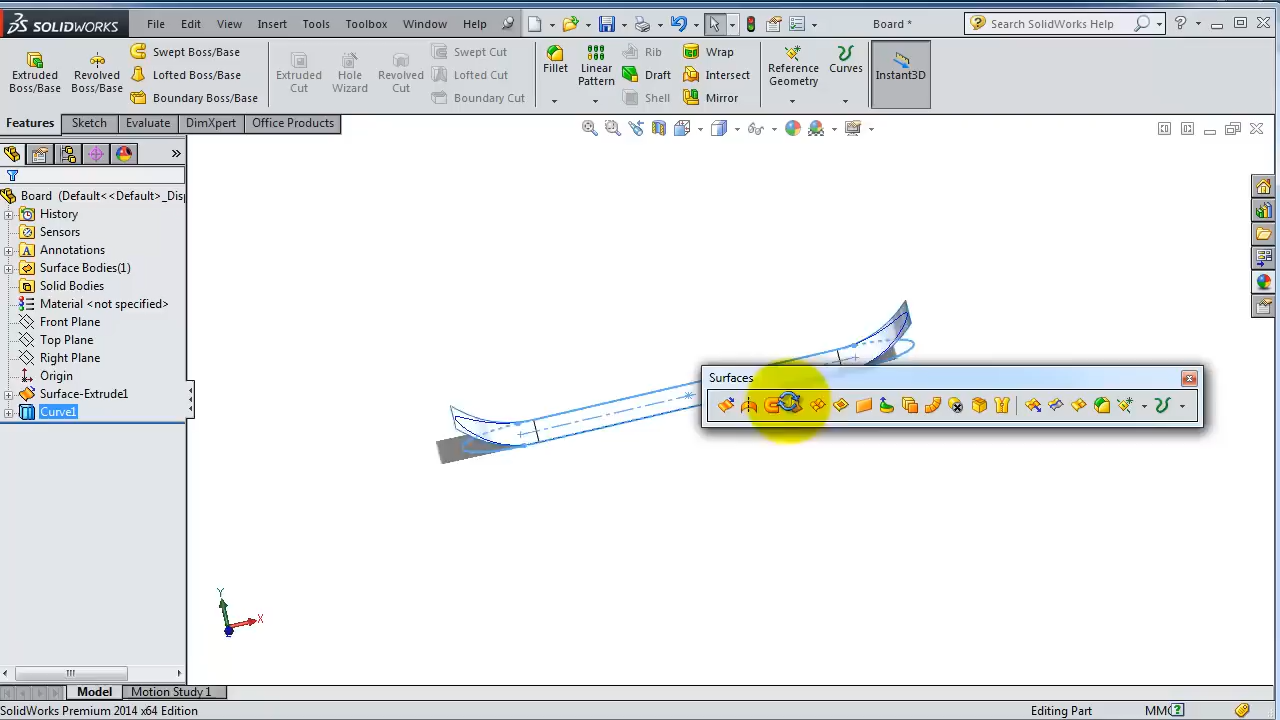 SOLIDWORKS File Edit View Insert Tools Toolbox Window Help Board * Search SolidWorks Help
Extruded Boss/Base
Revolved Boss/Base
Swept Boss/Base
Lofted Boss/Base
Boundary Boss/Base
Extruded Cut
Hole Wizard
Revolved Cut
Swept Cut
Lofted Cut
Boundary Cut
Fillet
Linear Pattern
Rib
Draft
Shell
Wrap
Intersect
Mirror
Reference Geometry
Curves
Instant3D
Features Sketch Evaluate DimXpert Office Products
Board (Default<<Default>_Disp
History
Sensors
Annotations
Surface Bodies(1)
Solid Bodies
Material <not specified>
Front Plane
Top Plane
Right Plane
Origin
Surface-Extrude1
Curve1
Surfaces
Y
X
Model Motion Study 1
SolidWorks Premium 2014 x64 Edition Editing Part